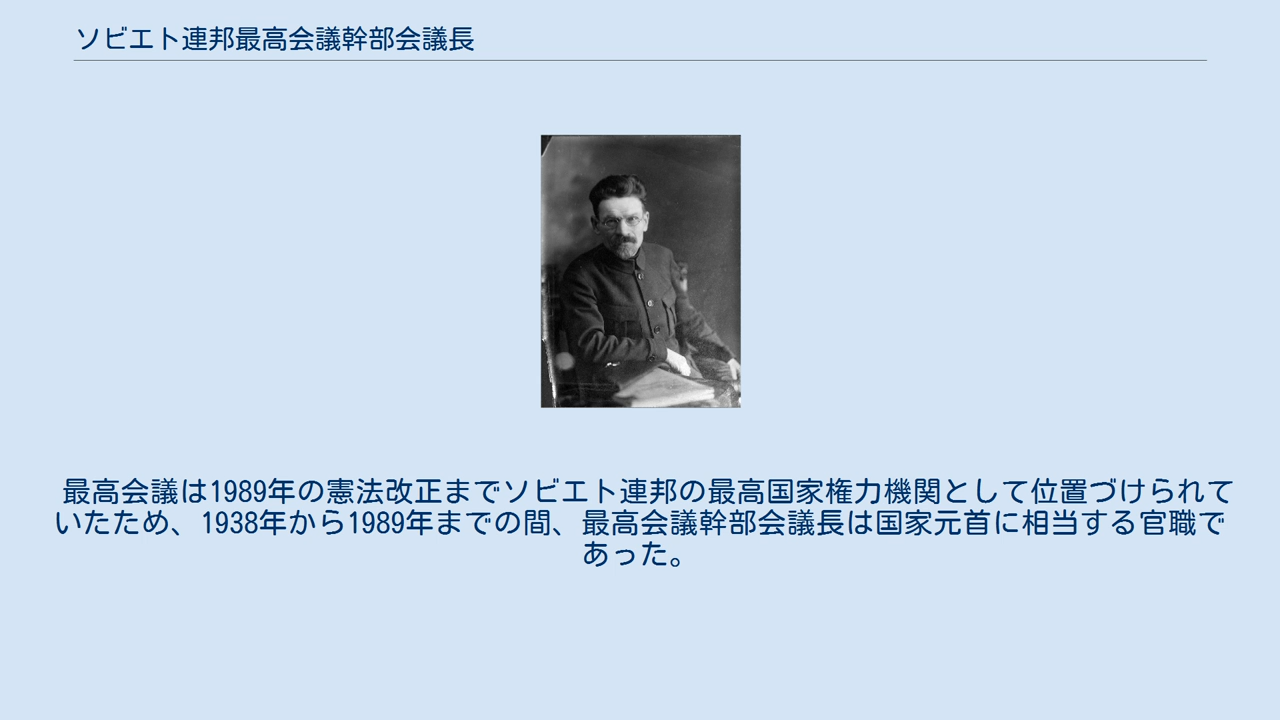 ソビエト連邦最高会議幹部会議長
最高会議は1989年の憲法改正までソビエト連邦の最高国家権力機関として位置づけられて
いたため、1938年から1989年までの間、最高会議幹部会議長は国家元首に相当する官職で
あった。